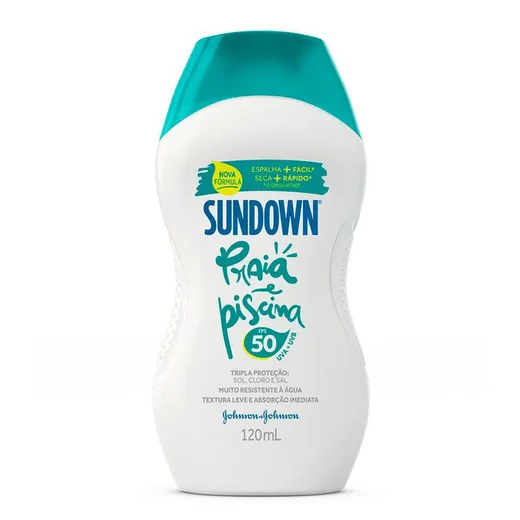 NOVA
FÓRMULA
ESPALHA + FÁCIL*
SECA + RÁPIDO*
SUNDOWN®
Praia
e
piscina
FPS
50
UVA + UVB
TRIPLA PROTEÇÃO:
SOL, CLORO E SAL
MUITO RESISTENTE À ÁGUA
TEXTURA LEVE E ABSORÇÃO IMEDIATA
Johnson & Johnson
120mL